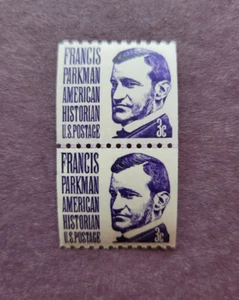 FRANCIS
PARKMAN
AMERICAN
HISTORIAN
U.S.POSTAGE 3c
FRANCIS
PARKMAN
AMERICAN
HISTORIAN
U.S.POSTAGE 3c